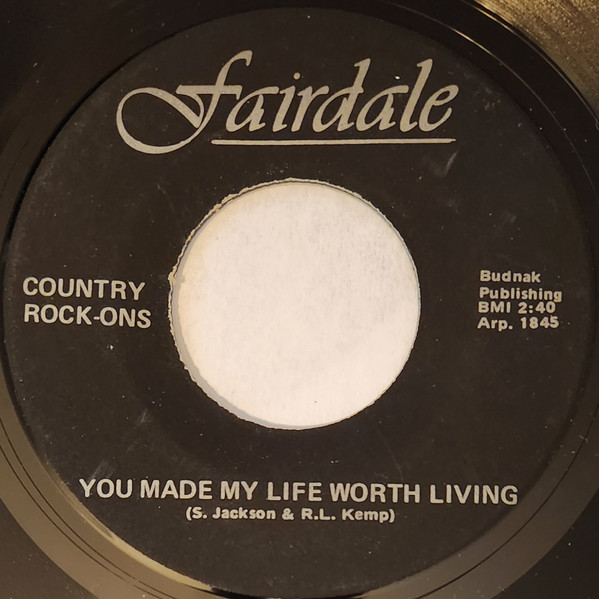 Fairdale
COUNTRY
ROCK-ONS
Budnak
Publishing
BMI 2:40
Arp. 1845
YOU MADE MY LIFE WORTH LIVING
(S. Jackson & R.L. Kemp)